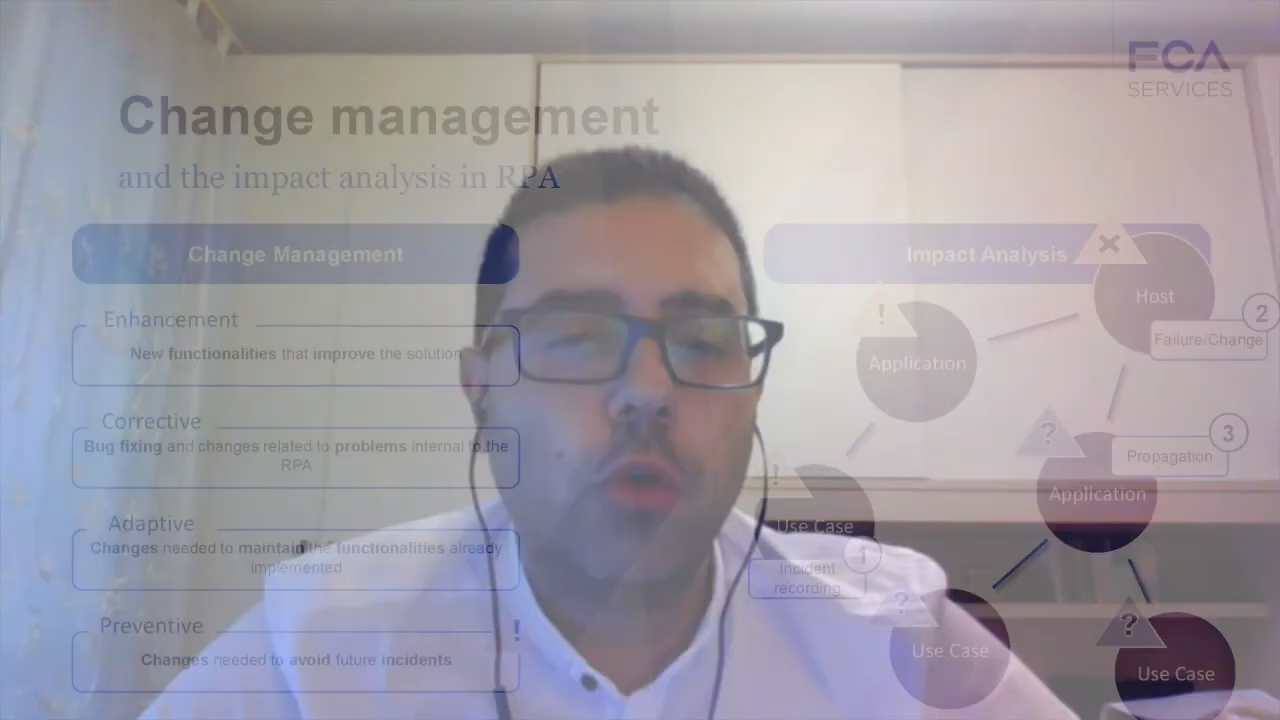 FCA
SERVICES
Change management
and the impact analysis in RPA
Change Management
Enhancement
New functionalities that improve the solution
Corrective
Bug fixing and changes related to problems internal to the
RPA
Adaptive
Changes needed to maintain the functionalities already
implemented
Preventive
!
Changes needed to avoid future incidents
Impact Analysis
Host
2
Failure/Change
!
Application
3
?
Propagation
Application
!
Use Case
1
Incident
recording
?
Use Case
?
Use Case